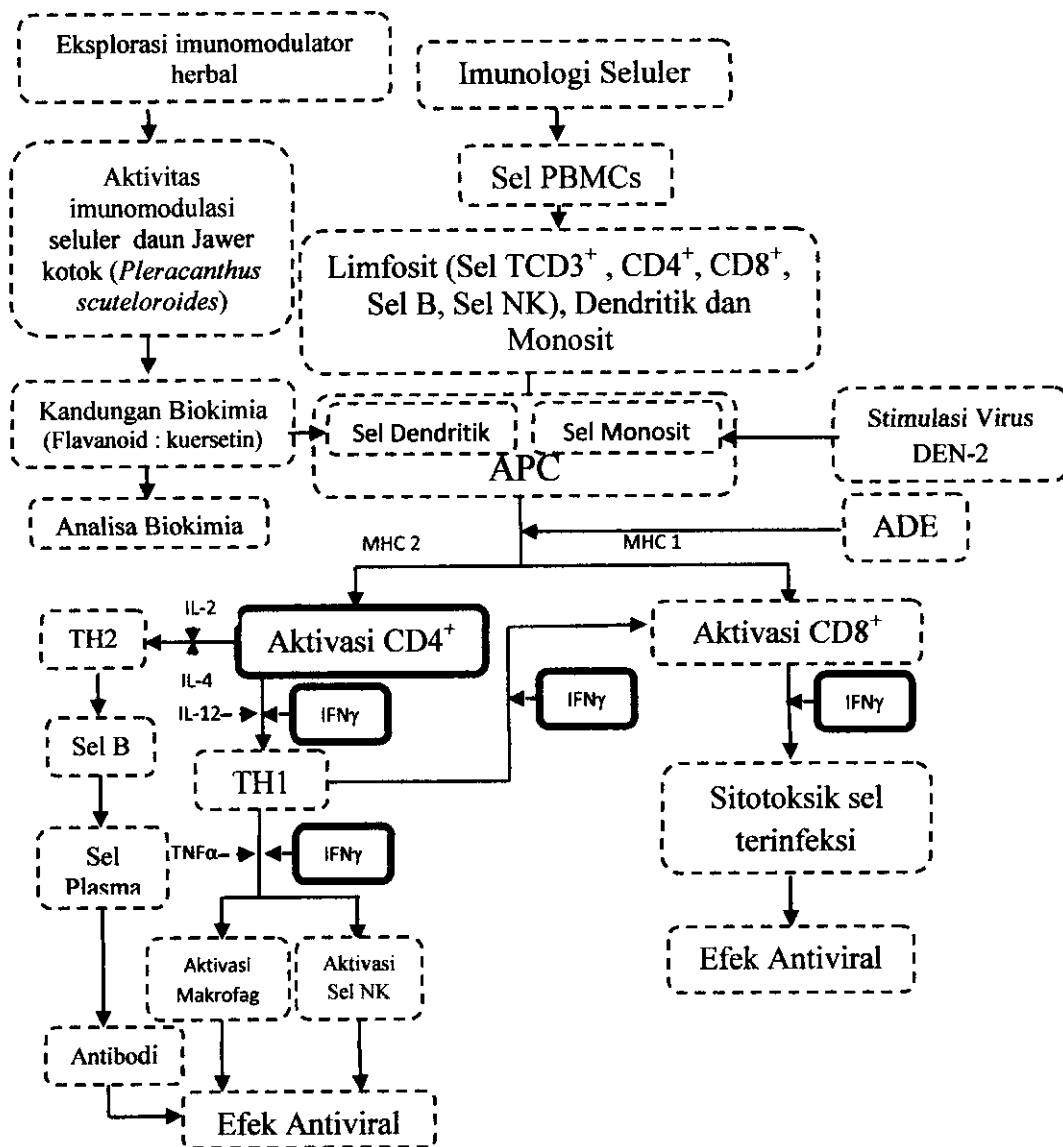 Eksplorasi imunomodulator
herbal
Imunologi Seluler
Aktivitas
imunomodulasi
seluler daun Jawer
kotok (Pleracanthus
scuteloroides)
Sel PBMCs
Limfosit (Sel TCD3⁺ , CD4⁺, CD8⁺,
Sel B, Sel NK), Dendritik dan
Monosit
Kandungan Biokimia
(Flavanoid : kuersetin)
Sel Dendritik
Sel Monosit
APC
Stimulasi Virus
DEN-2
Analisa Biokimia
ADE
MHC 2
MHC 1
IL-2
TH2
Aktivasi CD4⁺
Aktivasi CD8⁺
IL-4
IL-12
IFNγ
IFNγ
IFNγ
Sel B
TH1
Sitotoksik sel
terinfeksi
Sel
Plasma
TNFα
IFNγ
Aktivasi
Makrofag
Aktivasi
Sel NK
Efek Antiviral
Antibodi
Efek Antiviral